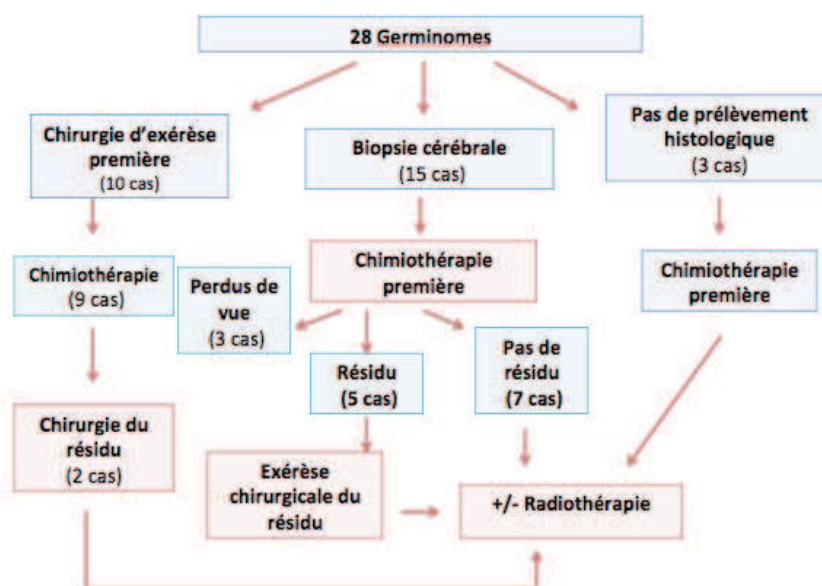 28 Germinomes
Chirurgie d'exérèse
première
(10 cas)
Biopsie cérébrale
(15 cas)
Pas de prélèvement
histologique
(3 cas)
Chimiothérapie
(9 cas)
Perdus de
vue
(3 cas)
Chimiothérapie
première
Chimiothérapie
première
Résidu
(5 cas)
Pas de
résidu
(7 cas)
Chirurgie du
résidu
(2 cas)
Exérèse
chirurgicale du
résidu
+/- Radiothérapie